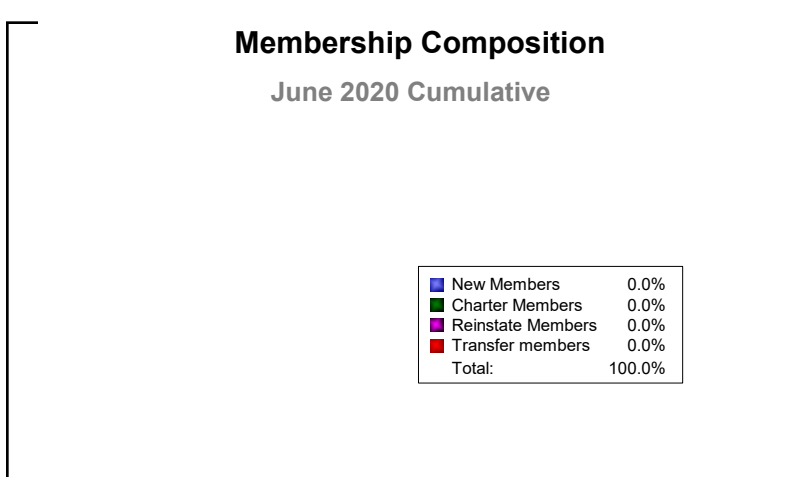 Membership Composition
June 2020 Cumulative
New Members 0.0%
Charter Members 0.0%
Reinstate Members 0.0%
Transfer members 0.0%
Total: 100.0%